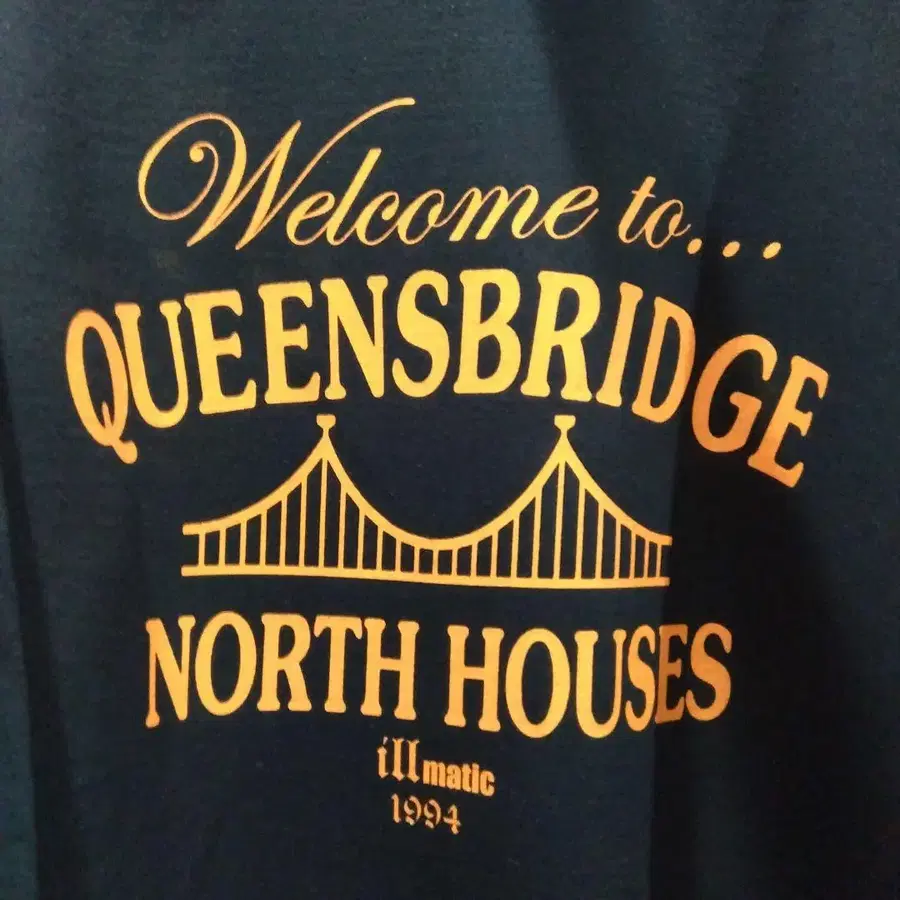 Welcome to...
QUEENSBRIDGE
NORTH HOUSES
illmatic
1994